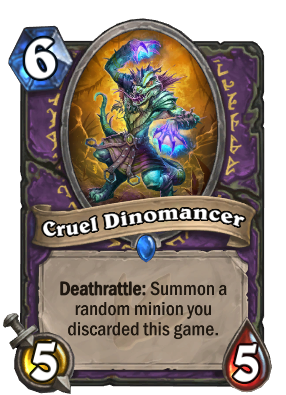 6
Cruel Dinomancer
Deathrattle: Summon a
random minion you
discarded this game.
5 5